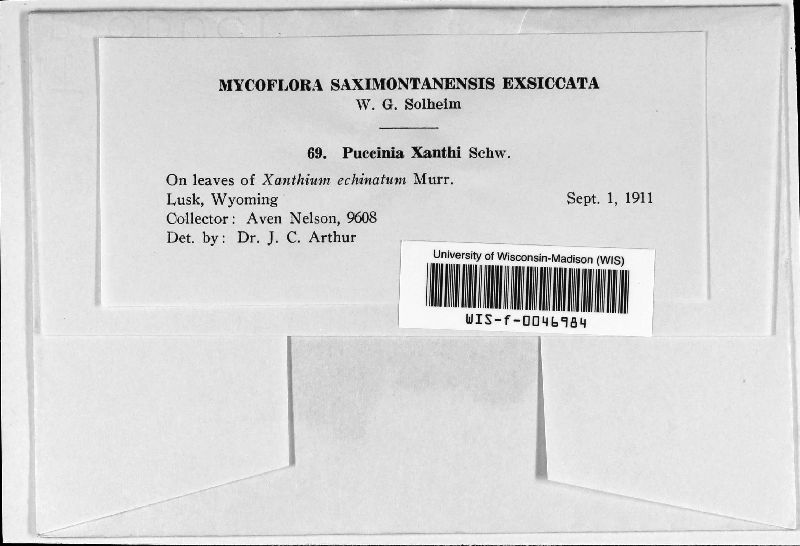 MYCOFLORA SAXIMONTANENSIS EXSICCATA
W. G. Solheim
69. Puccinia Xanthi Schw.
On leaves of Xanthium echinatum Murr.
Lusk, Wyoming Sept. 1, 1911
Collector: Aven Nelson, 9608
Det. by: Dr. J. C. Arthur
University of Wisconsin-Madison (WIS)
WIS-f-0046984